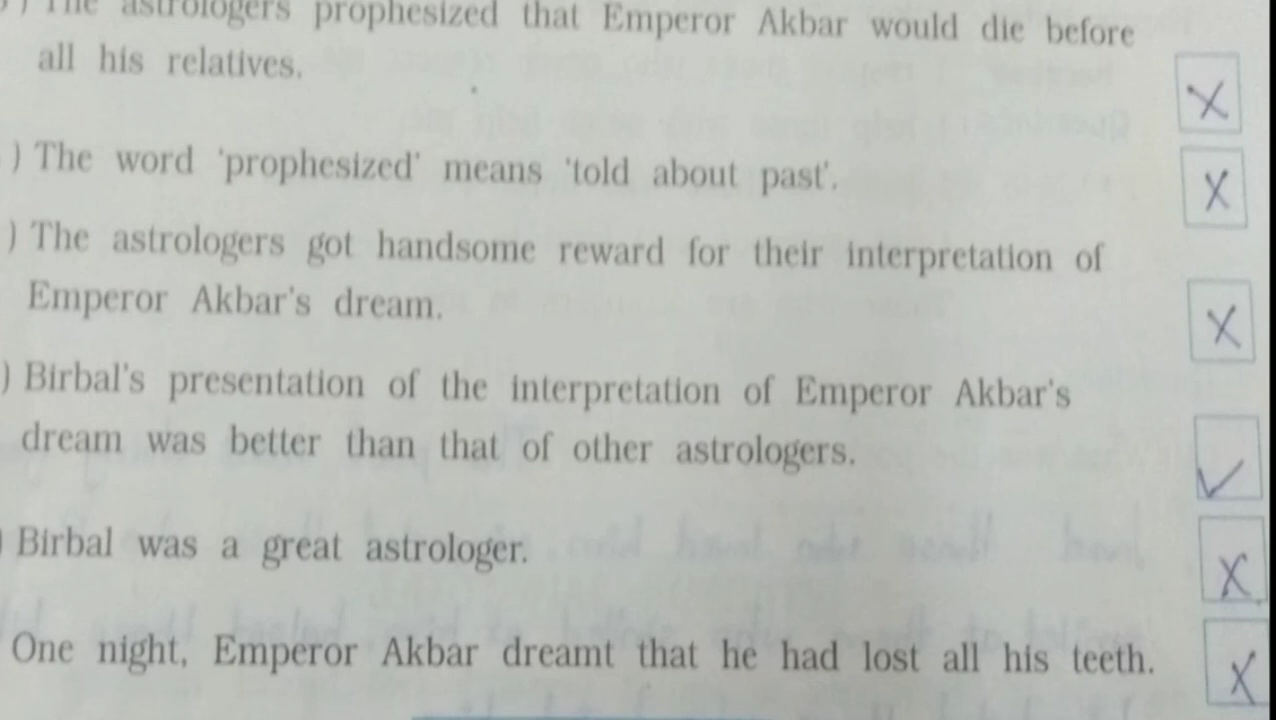 ) The astrologers prophesized that Emperor Akbar would die before
all his relatives.
X
) The word 'prophesized' means 'told about past'.
X
) The astrologers got handsome reward for their interpretation of
Emperor Akbar's dream.
X
) Birbal's presentation of the interpretation of Emperor Akbar's
dream was better than that of other astrologers.
✓
) Birbal was a great astrologer.
X
One night, Emperor Akbar dreamt that he had lost all his teeth.
X